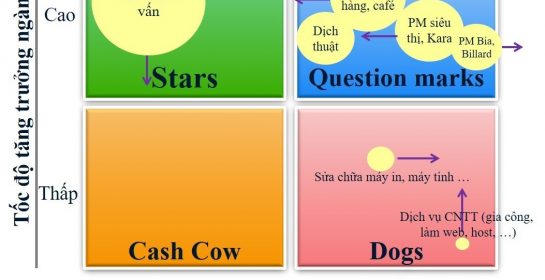 Tốc độ tăng trưởng ngành
Cao
Thấp
vấn
Stars
hàng, café
Dịch
thuật
PM siêu
thị, Kara
PM Bia,
Billard
Question marks
Cash Cow
Sửa chữa máy in, máy tính …
Dịch vụ CNTT (gia công,
làm web, host, …)
Dogs